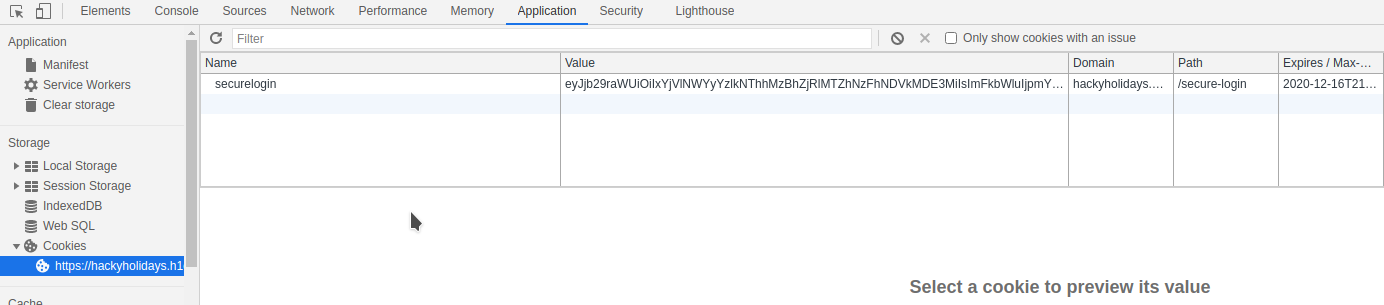 Elements Console Sources Network Performance Memory Application Security Lighthouse
Application
Manifest
Service Workers
Clear storage
Storage
Local Storage
Session Storage
IndexedDB
Web SQL
Cookies
https://hackyholidays.h1
Cache
Filter
Only show cookies with an issue
Name Value Domain Path Expires / Max-…
securelogin eyJjb29raWUiOiIxYjVlNWYyYzlkNThhMzBhZjRlMTZhNzFhNDVkMDE3MiIsImFkbWluIjpmY… hackyholidays.… /secure-login 2020-12-16T21…
Select a cookie to preview its value